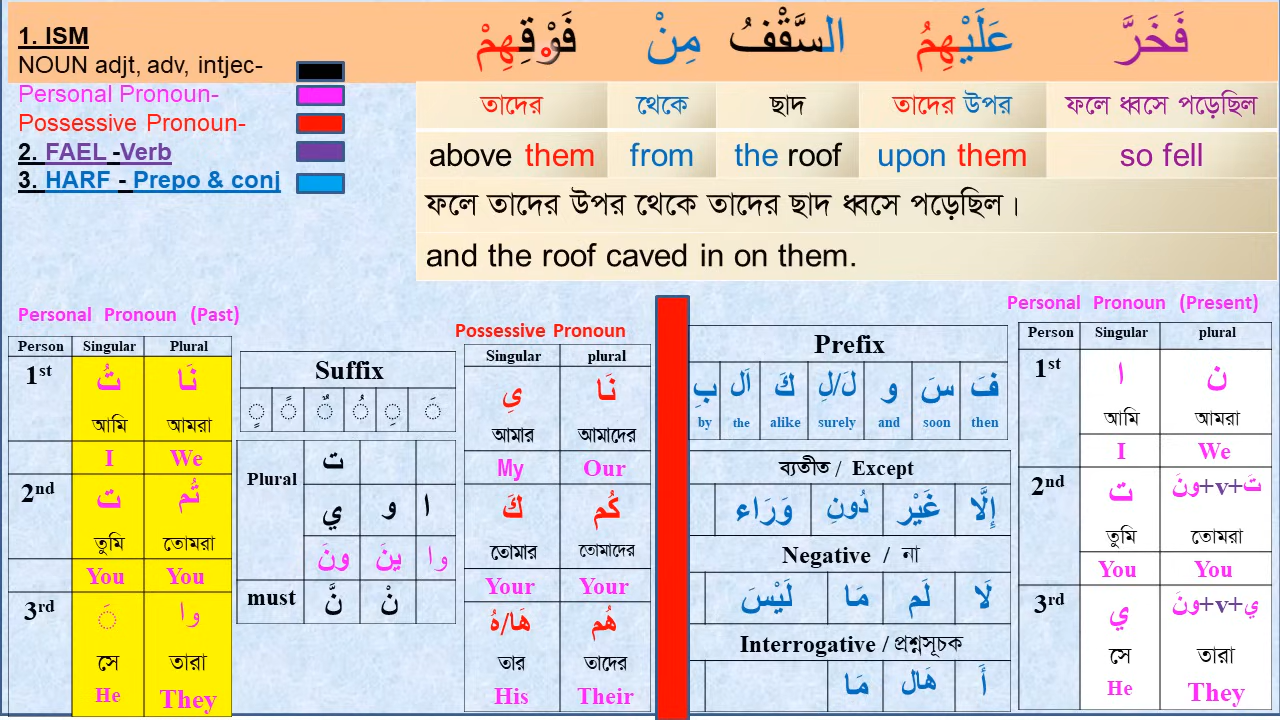 1. ISM
NOUN adjt, adv, intjec-
Personal Pronoun-
Possessive Pronoun-
2. FAEL -Verb
3. HARF - Prepo & conj
فَخَرَّ عَلَيْهِمُ السَّقْفُ مِنْ فَوْقِهِمْ
তাদের থেকে ছাদ তাদের উপর ফলে ধ্বসে পড়েছিল
above them from the roof upon them so fell
ফলে তাদের উপর থেকে তাদের ছাদ ধ্বসে পড়েছিল।
and the roof caved in on them.
Personal Pronoun (Past)
Person Singular Plural
1st تُ نَا
আমি আমরা
I We
2nd ت تُم
তুমি তোমরা
You You
3rd َ وا
সে তারা
He They
Suffix
ٍ ً ٌ ُ ِ َ
Plural ت
ي و ا
ونَ ينَ وا
must نَّ نْ
Possessive Pronoun
Singular plural
يِ نَا
আমার আমাদের
My Our
كَ كُم
তোমার তোমাদের
Your Your
هَا/هُ هُم
তার তাদের
His Their
Prefix
بِ اَل كَ لَ/لِ و سَ فَ
by the alike surely and soon then
ব্যতীত / Except
وَرَاء دُونِ غَيْر إِلَّا
Negative / না
لَيْسَ مَا لَم لَا
Interrogative / প্রশ্নসূচক
مَا هَال أَ
Personal Pronoun (Present)
Person Singular plural
1st ا ن
আমি আমরা
I We
2nd ت تَ+v+ونَ
তুমি তোমরা
You You
3rd ي ي+v+ونَ
সে তারা
He They